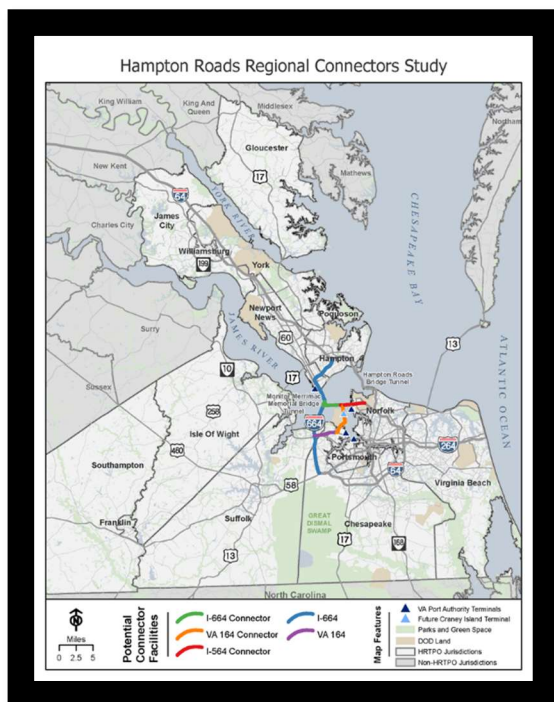 Hampton Roads Regional Connectors Study
King William
King And
Queen
Middlesex
Northam
New Kent
Gloucester
17
Mathews
64
James
City
YORK RIVER
CHESAPEAKE BAY
Charles City
Williamsburg
199
York
Newport
News
Poquoson
Surry
JAMES RIVER
60
13
ATLANTIC OCEAN
Hampton
10
17
Hampton Roads
Bridge Tunnel
Sussex
Monitor Merrimac
Memorial Bridge
Tunnel
Norfolk
258
664
Isle Of Wight
264
460
Portsmouth
64
Southampton
Virginia Beach
58
Franklin
Suffolk
GREAT
DISMAL
SWAMP
Chesapeake
17
168
13
North Carolina
N
Miles
0 2.5 5
Potential
Connector
Facilities
I-664 Connector
VA 164 Connector
I-564 Connector
I-664
VA 164
Map Features
VA Port Authority Terminals
Future Craney Island Terminal
Parks and Green Space
DOD Land
HRTPO Jurisdictions
Non-HRTPO Jurisdictions